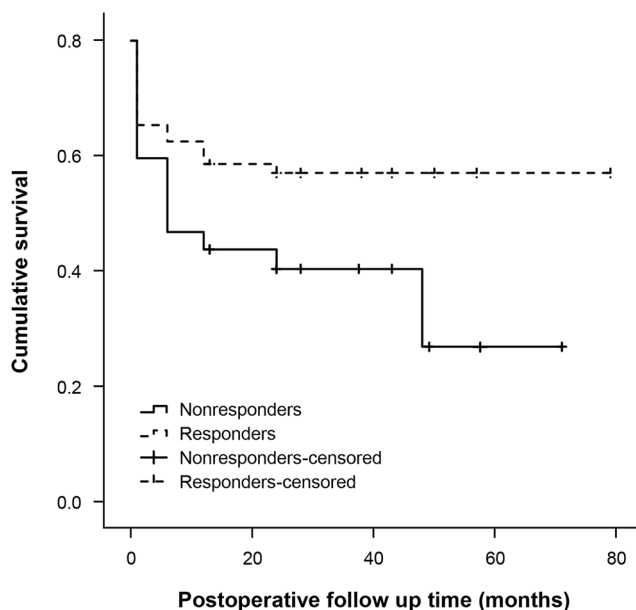 Cumulative survival
0.8
0.6
0.4
0.2
0.0
Nonresponders
Responders
Nonresponders-censored
Responders-censored
0 20 40 60 80
Postoperative follow up time (months)